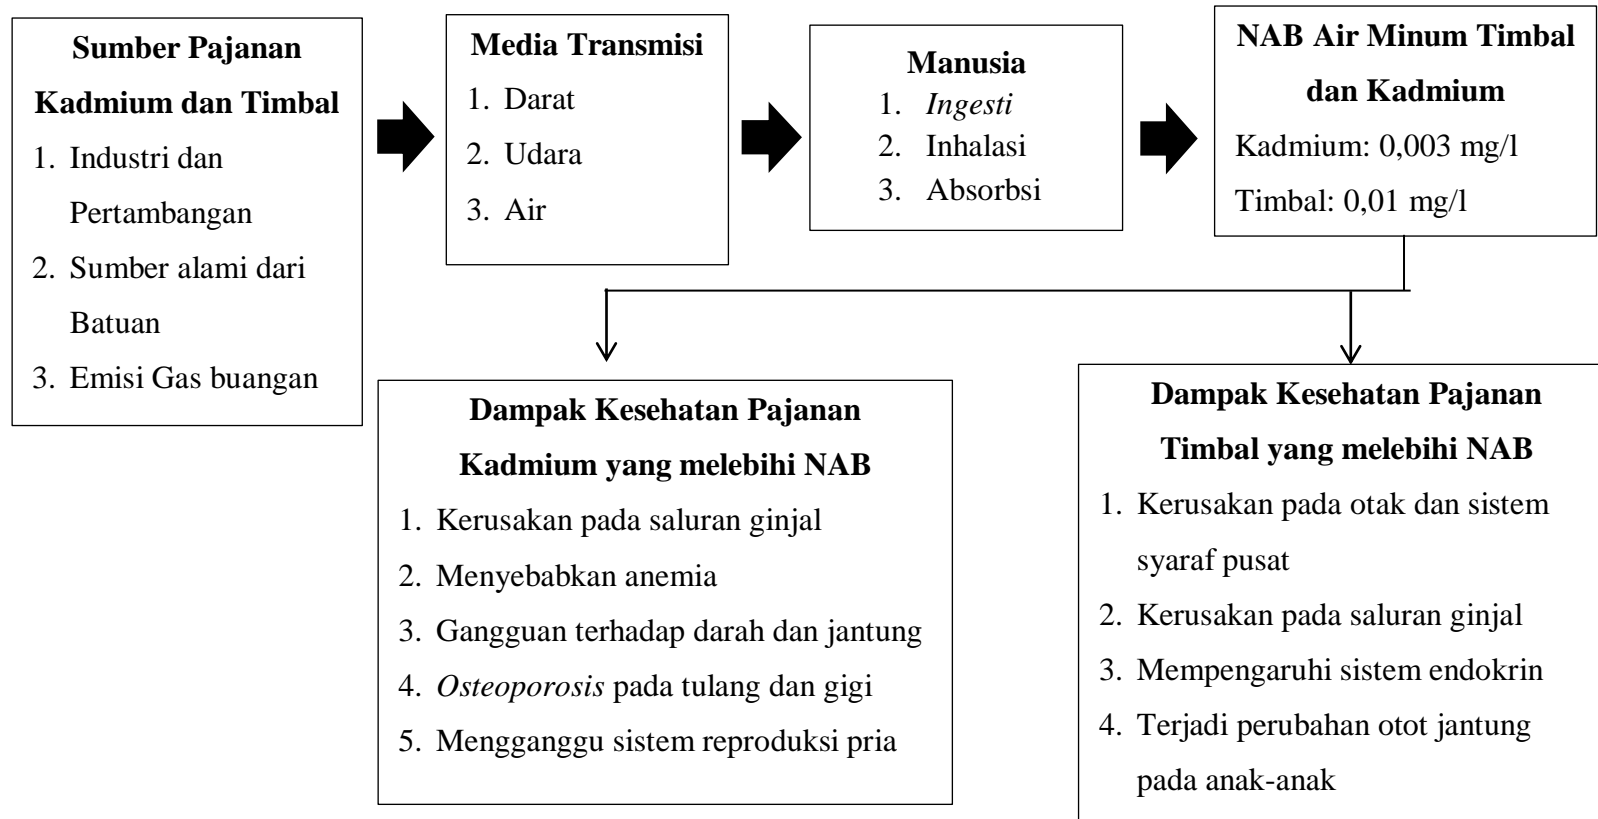 Sumber Pajanan
Kadmium dan Timbal
1. Industri dan
Pertambangan
2. Sumber alami dari
Batuan
3. Emisi Gas buangan
Media Transmisi
1. Darat
2. Udara
3. Air
Manusia
1. Ingesti
2. Inhalasi
3. Absorbsi
NAB Air Minum Timbal
dan Kadmium
Kadmium: 0,003 mg/l
Timbal: 0,01 mg/l
Dampak Kesehatan Pajanan
Kadmium yang melebihi NAB
1. Kerusakan pada saluran ginjal
2. Menyebabkan anemia
3. Gangguan terhadap darah dan jantung
4. Osteoporosis pada tulang dan gigi
5. Mengganggu sistem reproduksi pria
Dampak Kesehatan Pajanan
Timbal yang melebihi NAB
1. Kerusakan pada otak dan sistem
syaraf pusat
2. Kerusakan pada saluran ginjal
3. Mempengaruhi sistem endokrin
4. Terjadi perubahan otot jantung
pada anak-anak